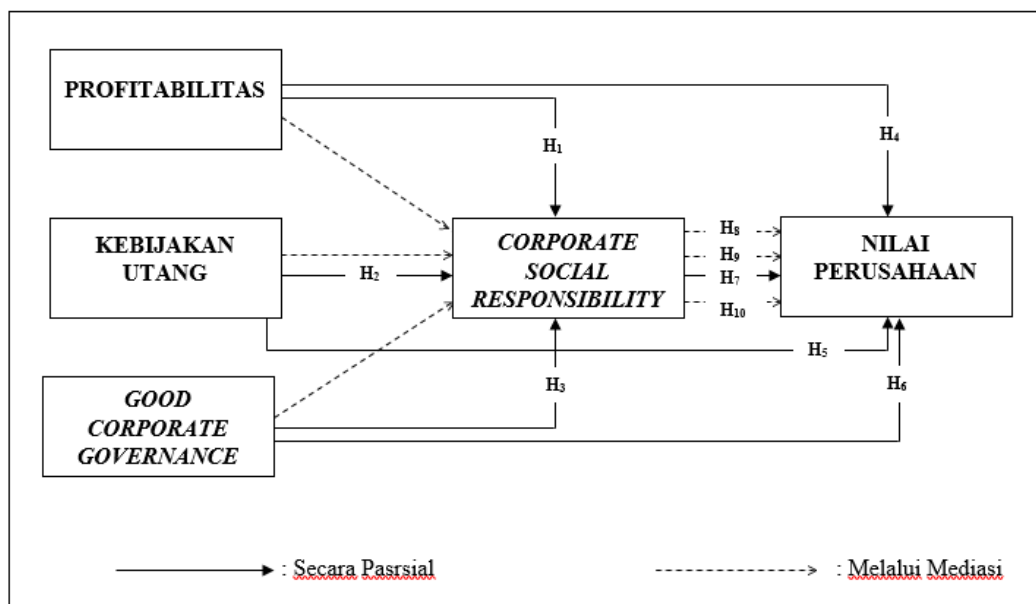 PROFITABILITAS
H₄
H₁
KEBIJAKAN
UTANG
H₂
CORPORATE
SOCIAL
RESPONSIBILITY
H₈
H₉
H₇
H₁₀
NILAI
PERUSAHAAN
H₅
H₃
H₆
GOOD
CORPORATE
GOVERNANCE
: Secara Pasrsial
: Melalui Mediasi